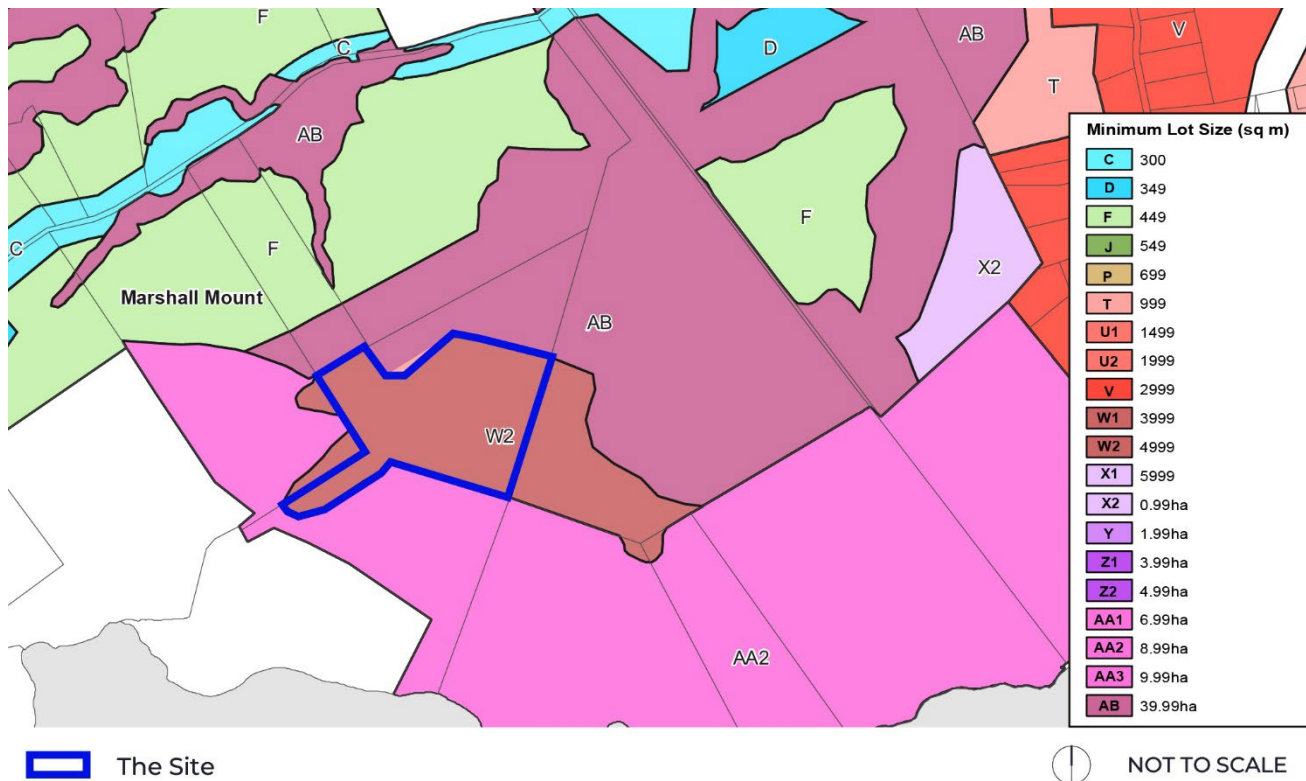 F
C
D
AB
V
T
AB
F
C
F
X2
Marshall Mount
AB
W2
AA2
Minimum Lot Size (sq m)
C 300
D 349
F 449
J 549
P 699
T 999
U1 1499
U2 1999
V 2999
W1 3999
W2 4999
X1 5999
X2 0.99ha
Y 1.99ha
Z1 3.99ha
Z2 4.99ha
AA1 6.99ha
AA2 8.99ha
AA3 9.99ha
AB 39.99ha
The Site
NOT TO SCALE